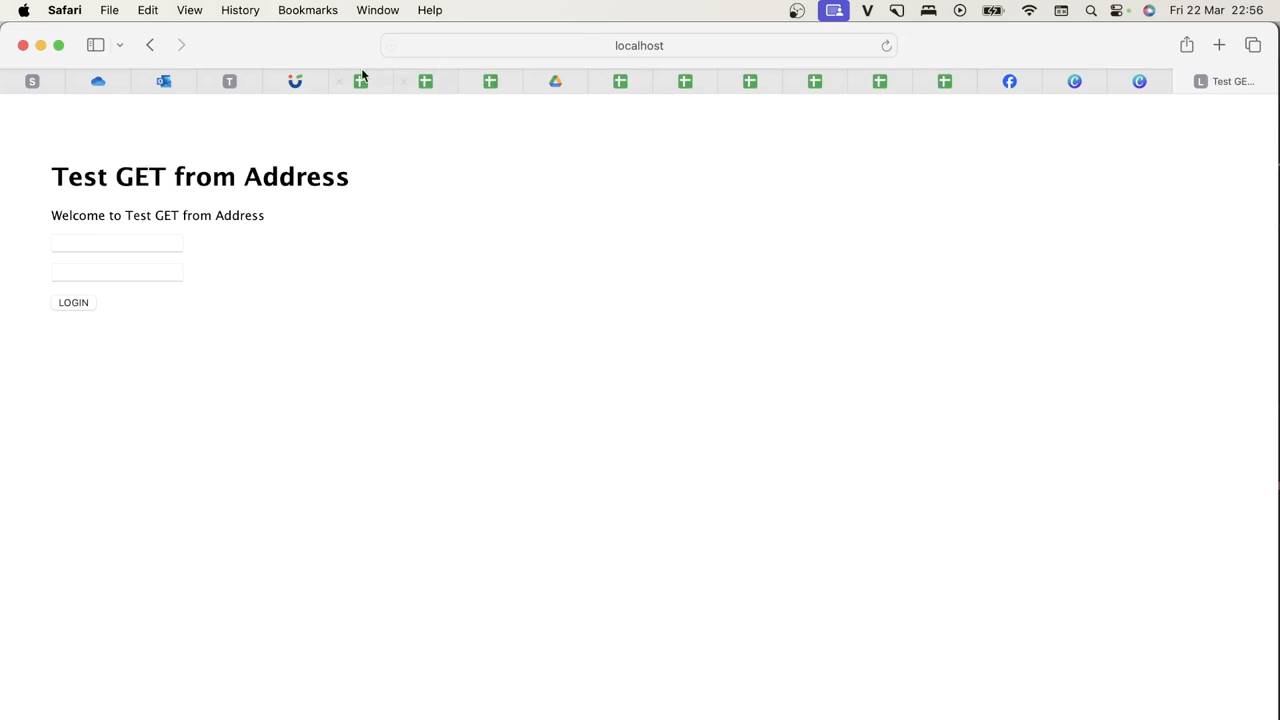 Safari File Edit View History Bookmarks Window Help Fri 22 Mar 22:56
localhost
S T L Test GE...
Test GET from Address
Welcome to Test GET from Address
LOGIN